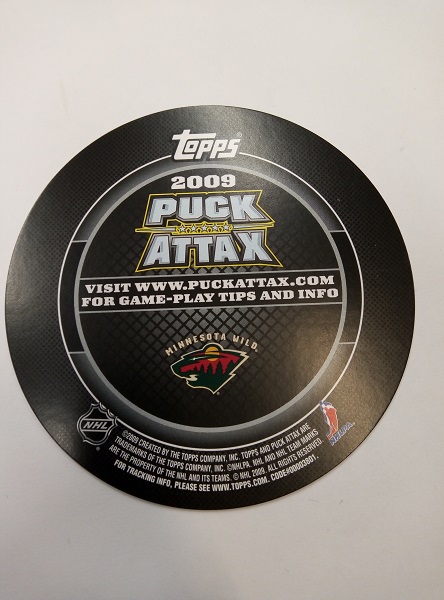 Topps
2009
PUCK
ATTAX
VISIT WWW.PUCKATTAX.COM
FOR GAME-PLAY TIPS AND INFO
MINNESOTA WILD
NHL
NHLPA
©2009 CREATED BY THE TOPPS COMPANY, INC. TOPPS AND PUCK ATTAX ARE
TRADEMARKS OF THE TOPPS COMPANY, INC. ©NHLPA. NHL AND NHL TEAM MARKS
ARE THE PROPERTY OF THE NHL AND ITS TEAMS. © NHL 2009. ALL RIGHTS RESERVED.
FOR TRACKING INFO, PLEASE SEE WWW.TOPPS.COM. CODE#00003801.